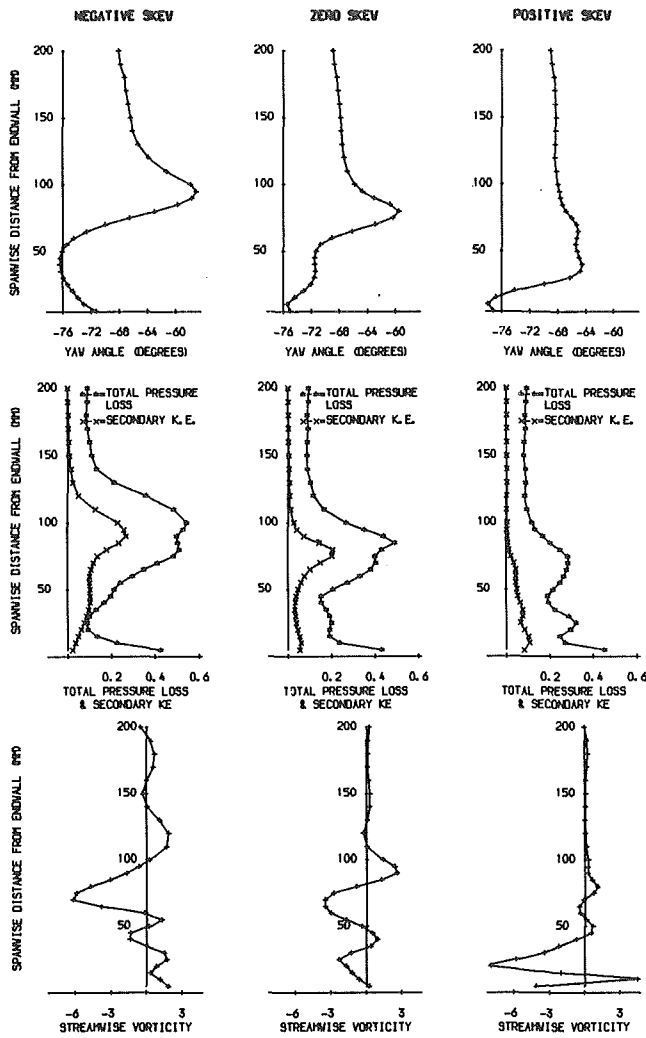 NEGATIVE SKEW
ZERO SKEW
POSITIVE SKEW
SPANWISE DISTANCE FROM ENDWALL (MM)
200
150
100
50
-76 -72 -68 -64 -60
YAW ANGLE (DEGREES)
200
150
100
50
-76 -72 -68 -64 -60
YAW ANGLE (DEGREES)
200
150
100
50
-76 -72 -68 -64 -60
YAW ANGLE (DEGREES)
SPANWISE DISTANCE FROM ENDWALL (MM)
200
150
100
50
TOTAL PRESSURE
LOSS
SECONDARY K.E.
0.2 0.4 0.6
TOTAL PRESSURE LOSS
& SECONDARY KE
200
150
100
50
TOTAL PRESSURE
LOSS
SECONDARY K.E.
0.2 0.4 0.6
TOTAL PRESSURE LOSS
& SECONDARY KE
200
150
100
50
TOTAL PRESSURE
LOSS
SECONDARY K.E.
0.2 0.4 0.6
TOTAL PRESSURE LOSS
& SECONDARY KE
SPANWISE DISTANCE FROM ENDWALL (MM)
200
150
100
50
-6 -3 0 3
STREAMWISE VORTICITY
200
150
100
50
-6 -3 0 3
STREAMWISE VORTICITY
200
150
100
50
-6 -3 0 3
STREAMWISE VORTICITY